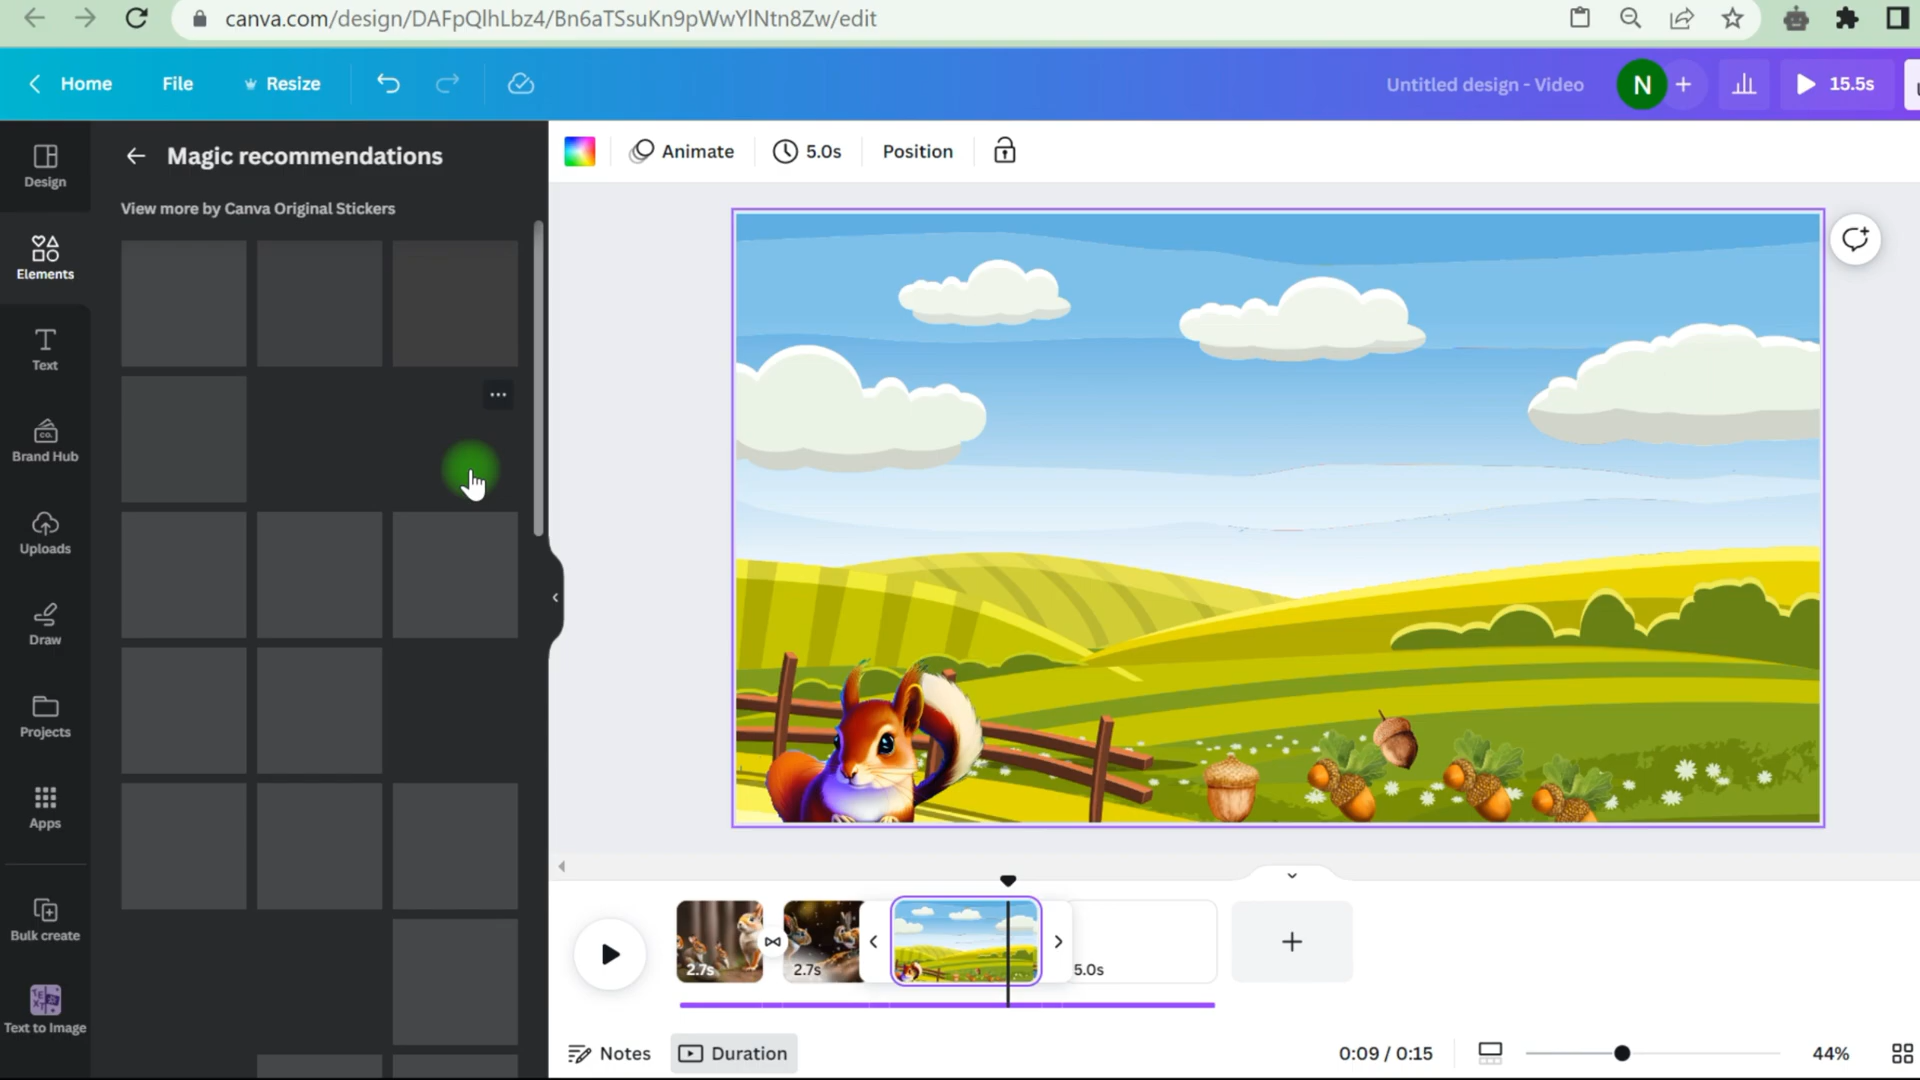 canva.com/design/DAFpQlhLbz4/Bn6aTSsuKn9pWwYlNtn8Zw/edit
Home File Resize Untitled design - Video N 15.5s
Design
Elements
Text
Brand Hub
Uploads
Draw
Projects
Apps
Bulk create
Text to Image
Magic recommendations
View more by Canva Original Stickers
Animate 5.0s Position
2.7s 2.7s 5.0s
Notes Duration 0:09 / 0:15 44%